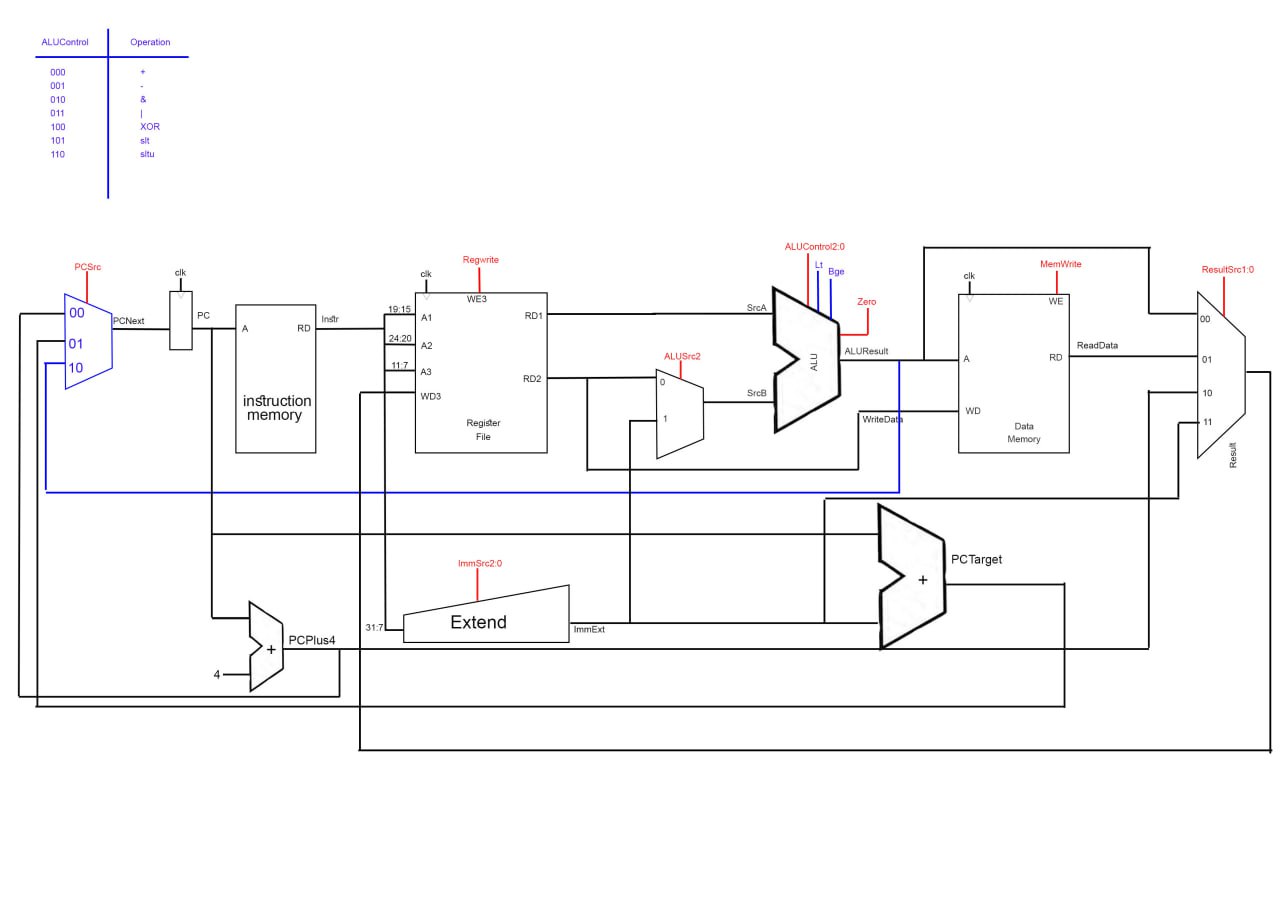 ALUControl Operation
000 +
001 -
010 &
011 |
100 XOR
101 slt
110 sltu
PCSrc
00
01
10
PCNext
clk
PC
A RD
instruction
memory
Instr
clk
Regwrite
WE3
19:15 A1
24:20 A2
11:7 A3
WD3
RD1
RD2
Register
File
ALUSrc2
0
1
SrcA
SrcB
ALUControl2:0
Lt
Bge
Zero
ALU
ALUResult
WriteData
clk
MemWrite
WE
A
RD
WD
Data
Memory
ReadData
ResultSrc1:0
00
01
10
11
Result
ImmSrc2:0
31:7
Extend
ImmExt
+
PCTarget
4
+
PCPlus4